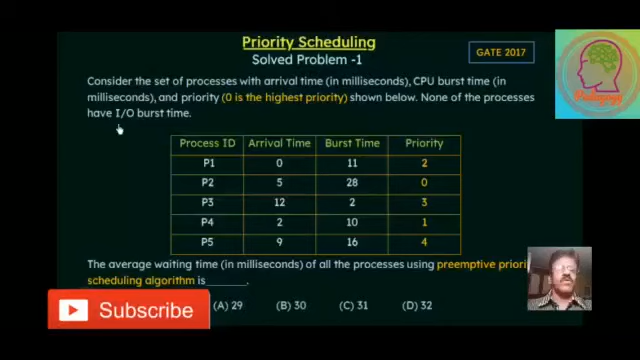 Priority Scheduling
Solved Problem -1
GATE 2017
Consider the set of processes with arrival time (in milliseconds), CPU burst time (in
milliseconds), and priority (0 is the highest priority) shown below. None of the processes
have I/O burst time.
Process ID Arrival Time Burst Time Priority
P1 0 11 2
P2 5 28 0
P3 12 2 3
P4 2 10 1
P5 9 16 4
The average waiting time (in milliseconds) of all the processes using preemptive priority
scheduling algorithm is______.
(A) 29 (B) 30 (C) 31 (D) 32
Subscribe
Pedagogy